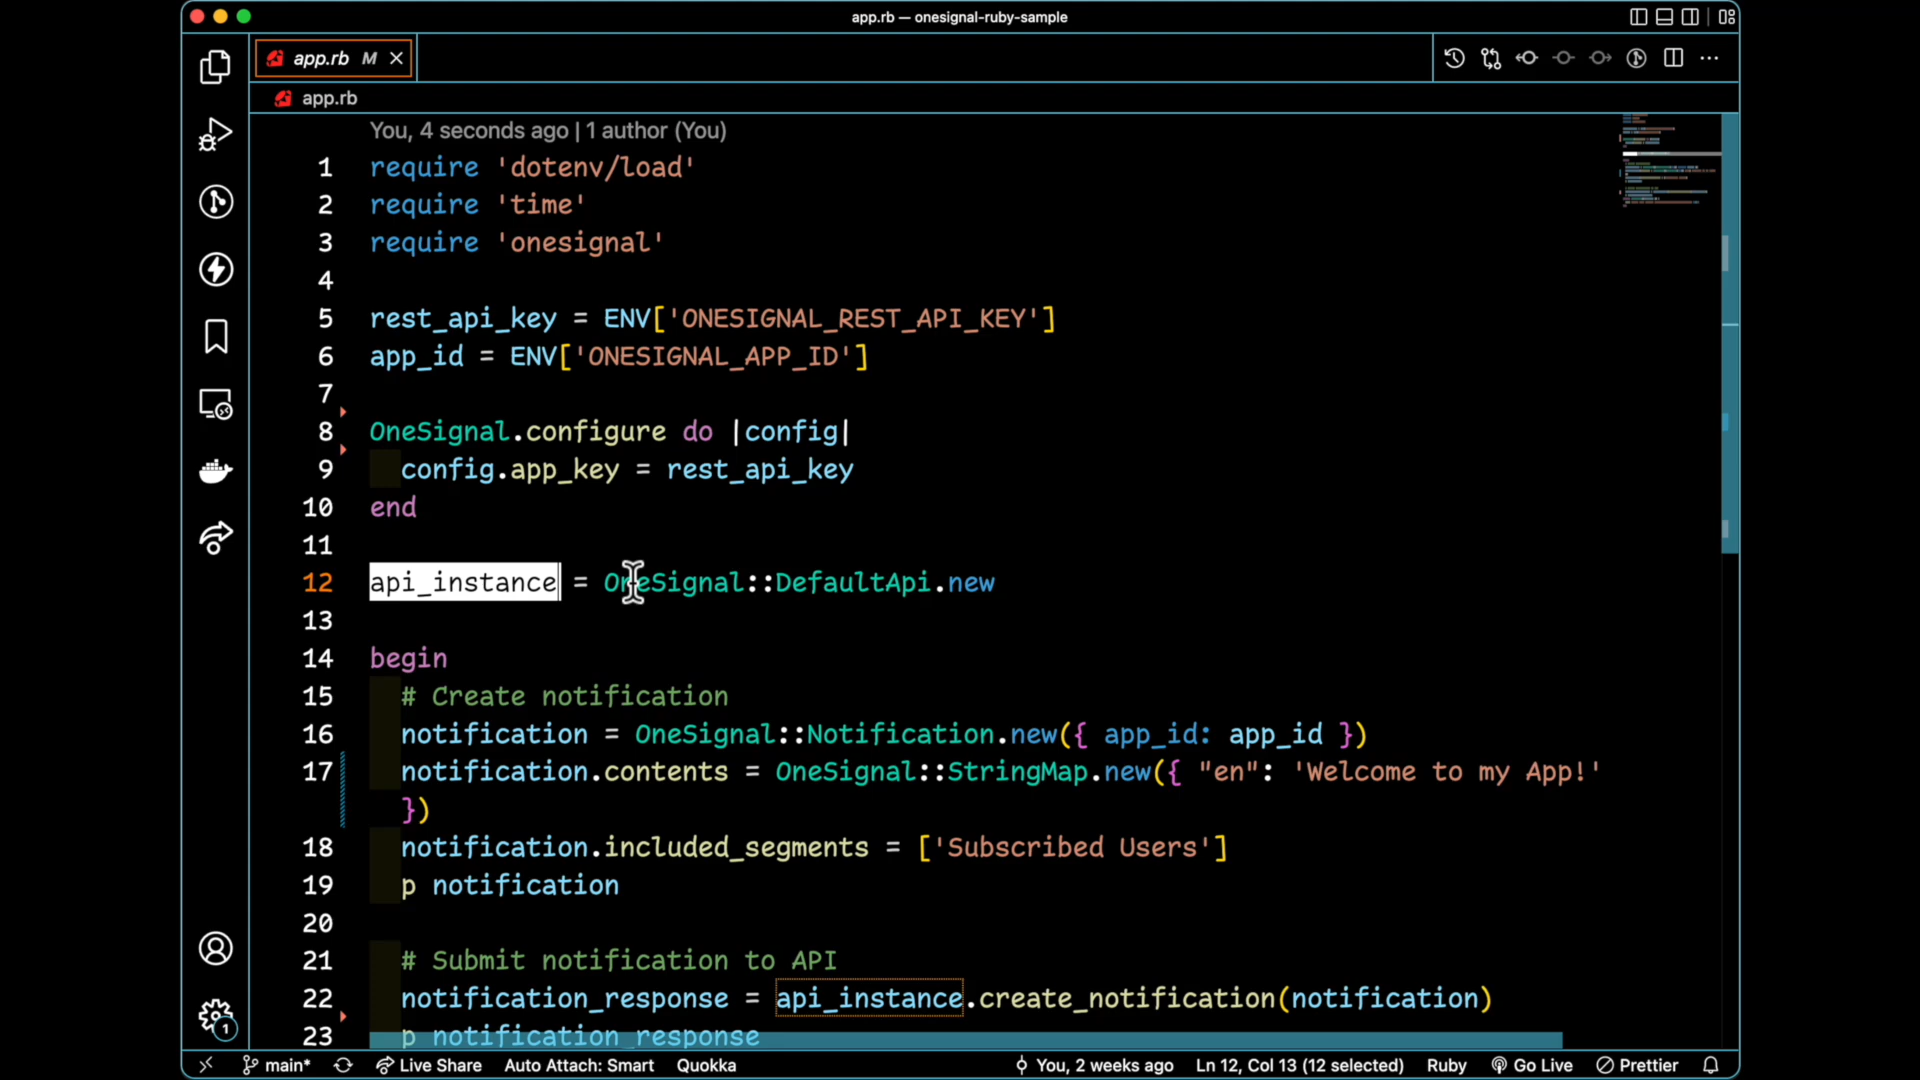 app.rb — onesignal-ruby-sample
app.rb M
app.rb
You, 4 seconds ago | 1 author (You)
1 require 'dotenv/load'
2 require 'time'
3 require 'onesignal'
4
5 rest_api_key = ENV['ONESIGNAL_REST_API_KEY']
6 app_id = ENV['ONESIGNAL_APP_ID']
7
8 OneSignal.configure do |config|
9 config.app_key = rest_api_key
10 end
11
12 api_instance = OneSignal::DefaultApi.new
13
14 begin
15 # Create notification
16 notification = OneSignal::Notification.new({ app_id: app_id })
17 notification.contents = OneSignal::StringMap.new({ "en": 'Welcome to my App!'
})
18 notification.included_segments = ['Subscribed Users']
19 p notification
20
21 # Submit notification to API
22 notification_response = api_instance.create_notification(notification)
23 p notification_response
1
main* Live Share Auto Attach: Smart Quokka You, 2 weeks ago Ln 12, Col 13 (12 selected) Ruby Go Live Prettier